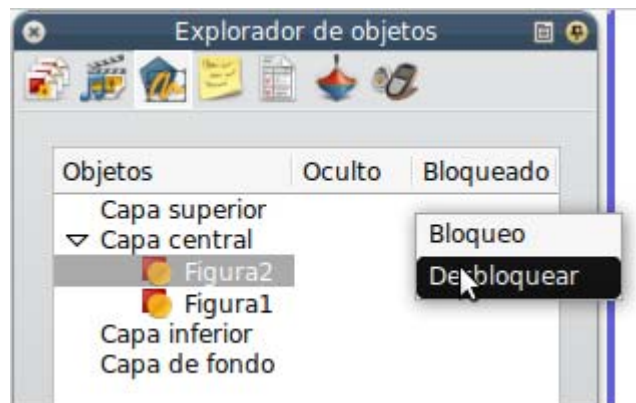 Explorador de objetos
Objetos Oculto Bloqueado
Capa superior
Capa central
Bloqueo
Figura2
Desbloquear
Figura1
Capa inferior
Capa de fondo